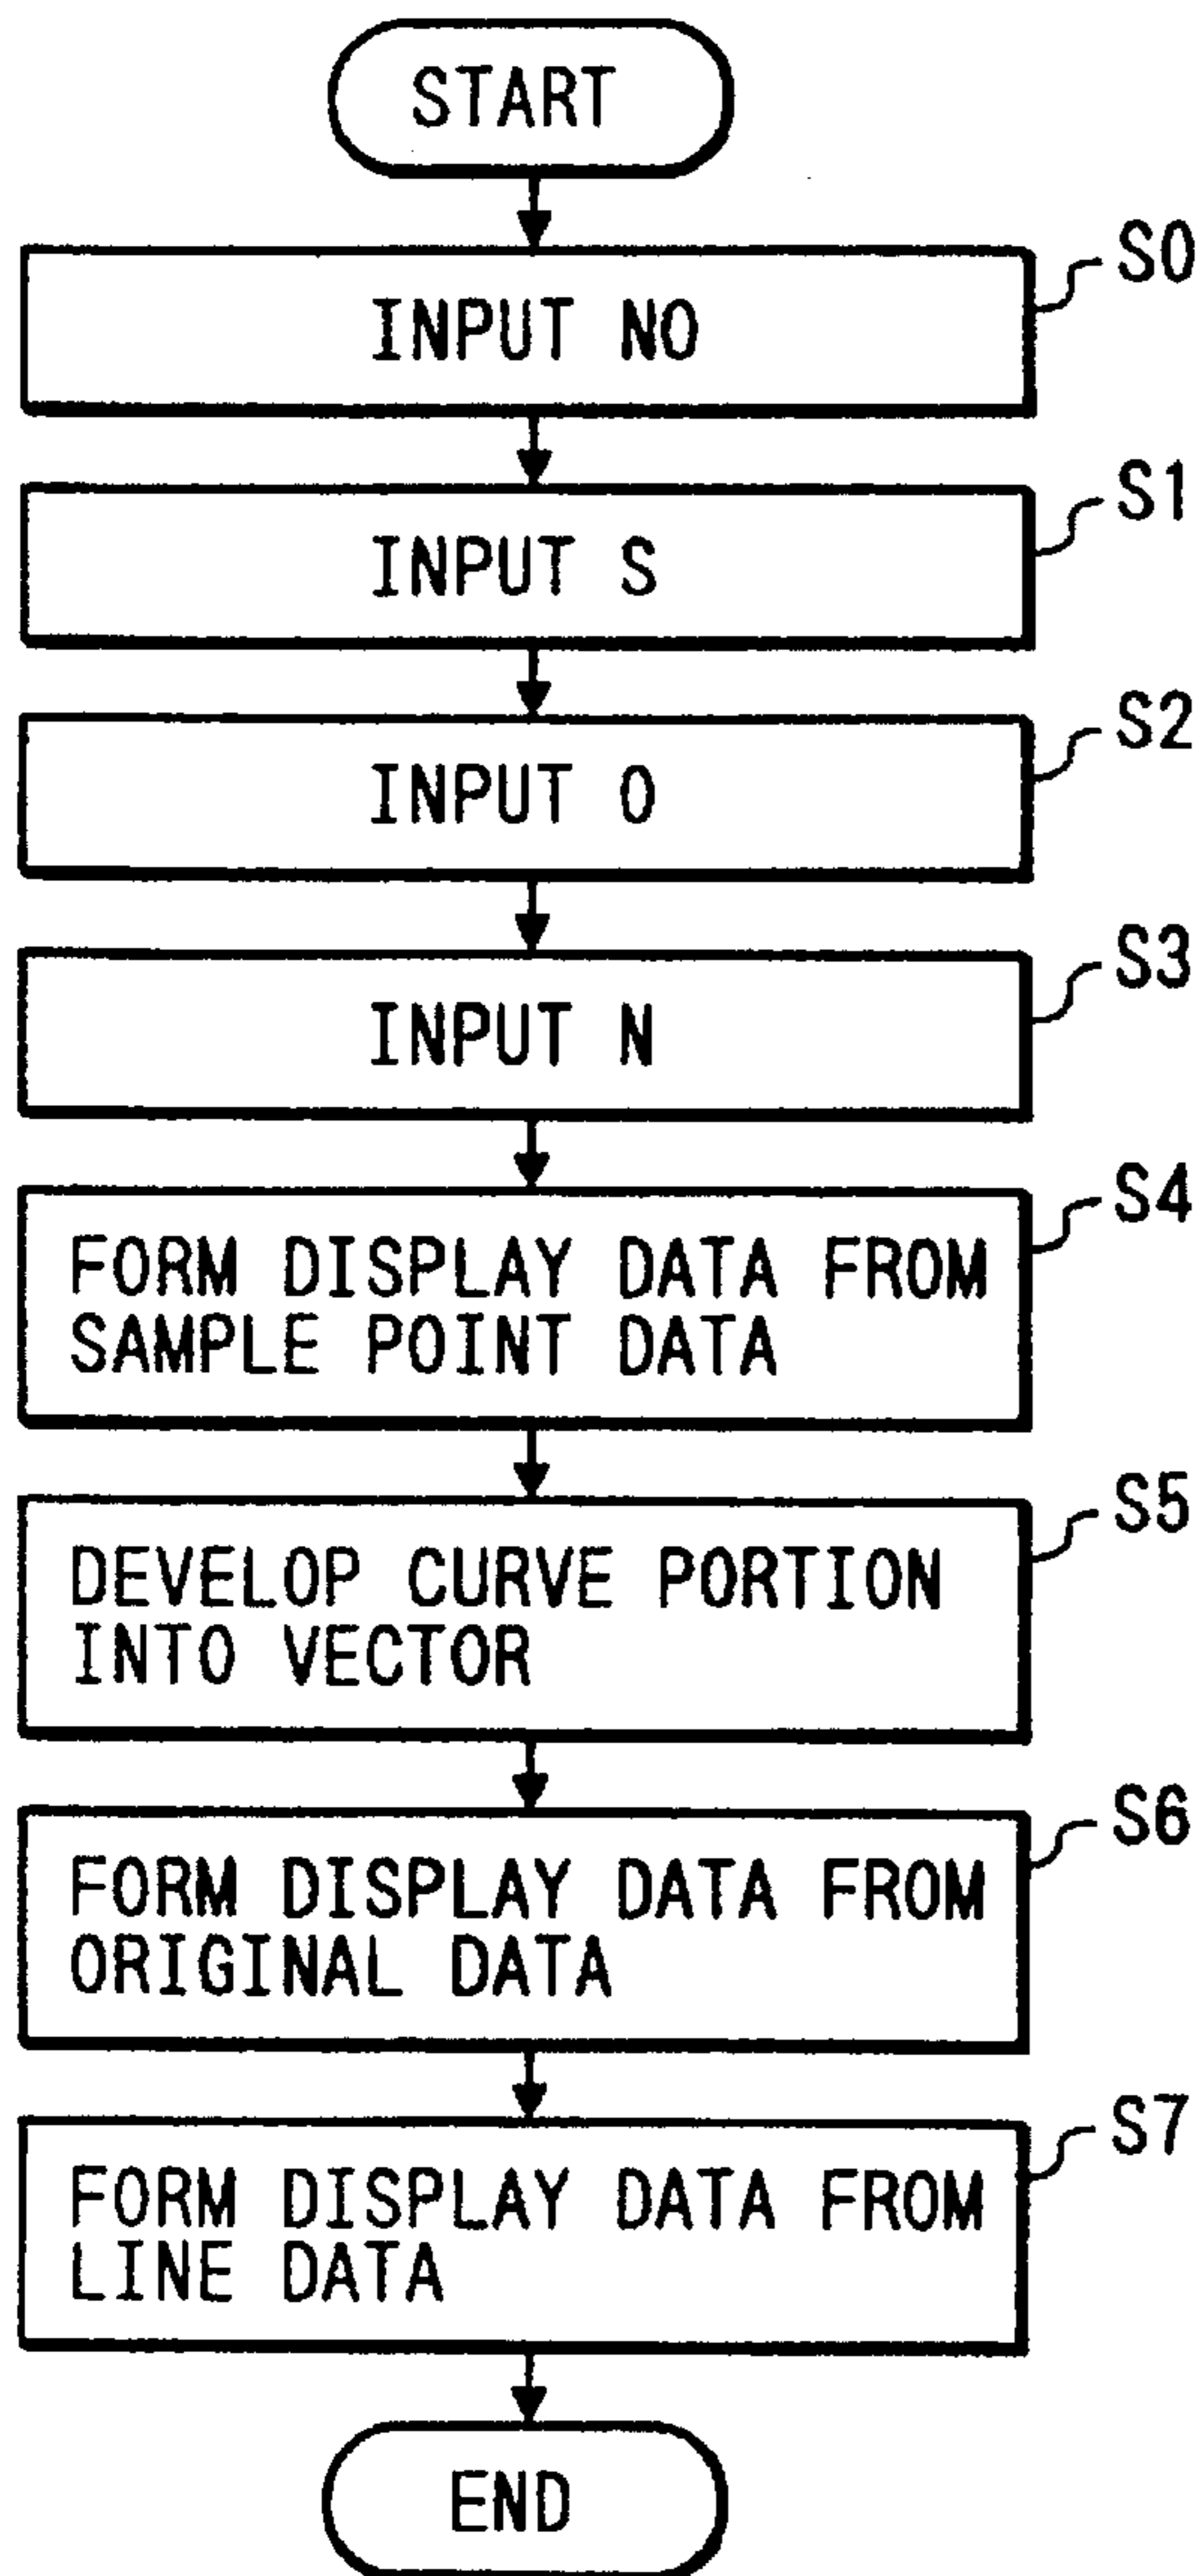 START
INPUT NO
S0
INPUT S
S1
INPUT O
S2
INPUT N
S3
FORM DISPLAY DATA FROM
SAMPLE POINT DATA
S4
DEVELOP CURVE PORTION
INTO VECTOR
S5
FORM DISPLAY DATA FROM
ORIGINAL DATA
S6
FORM DISPLAY DATA FROM
LINE DATA
S7
END